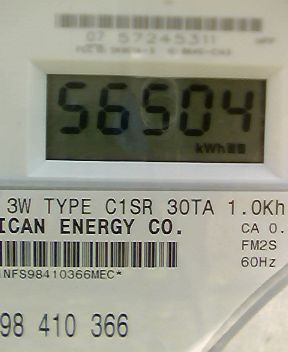 07 57245311
56504
kWh
3W TYPE C1SR 30TA 1.0Kh
ICAN ENERGY CO.
CA 0.
FM2S
60Hz
NFS98410366MEC*
98 410 366